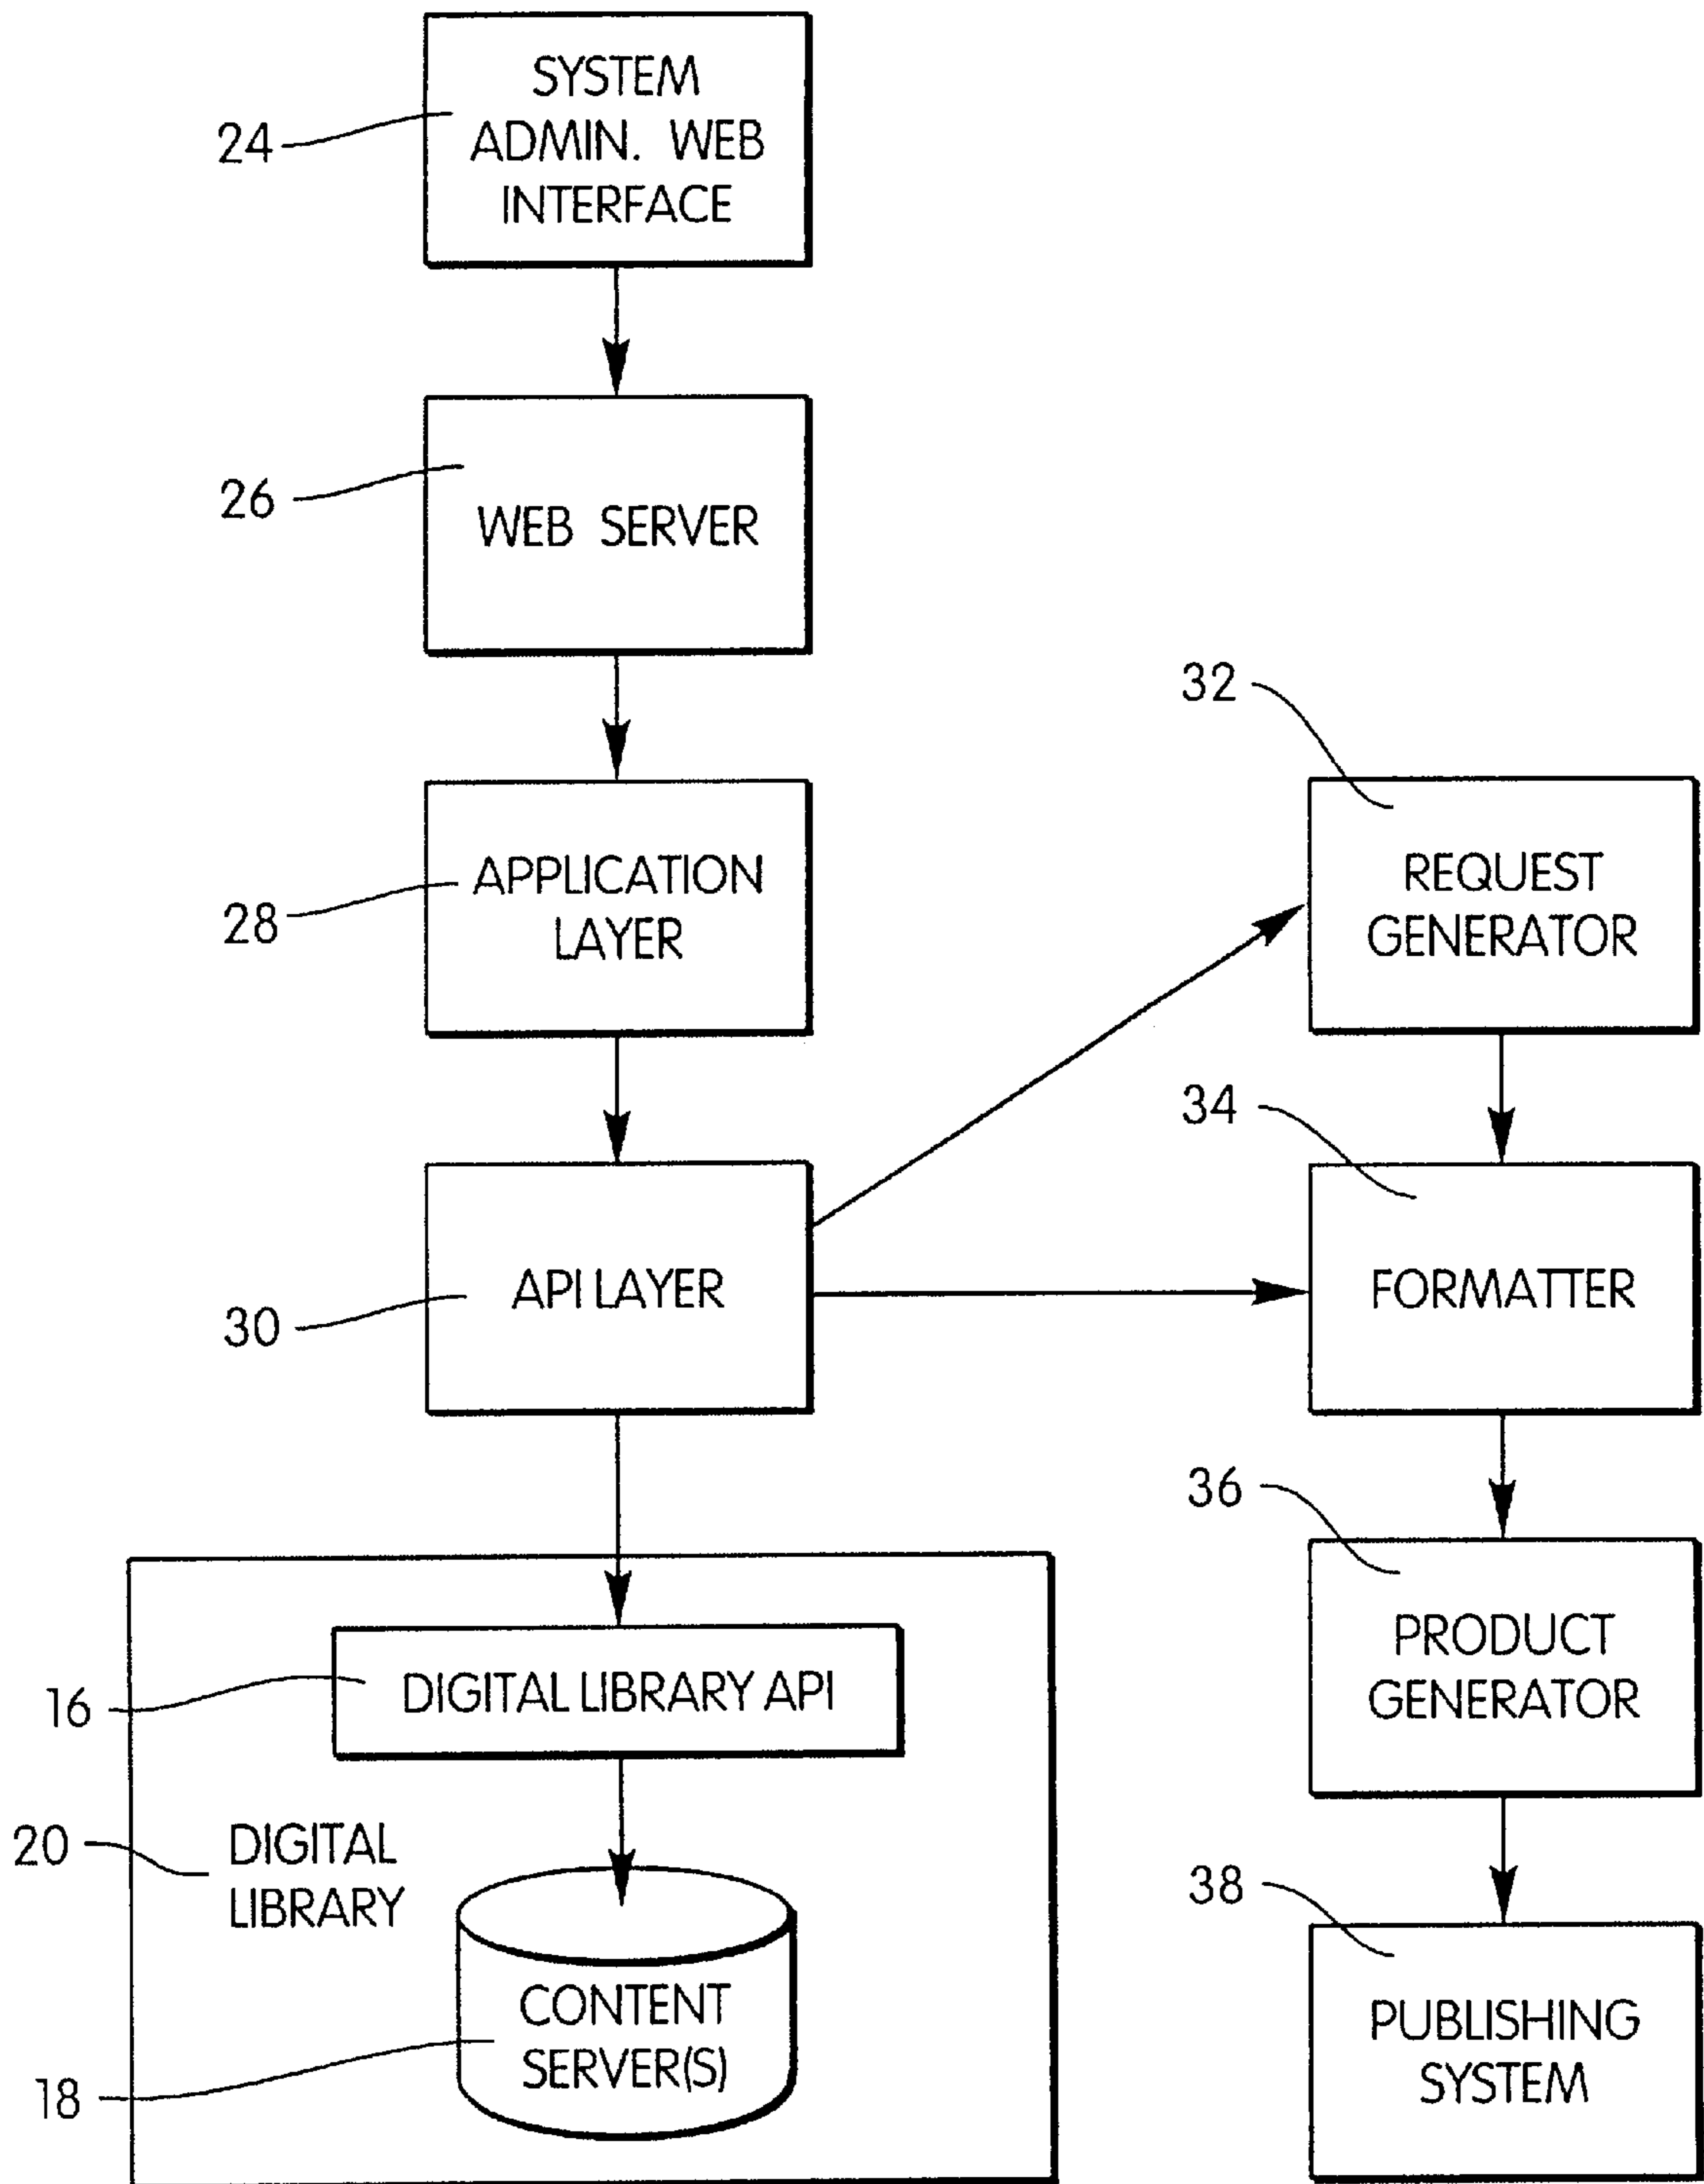 24
SYSTEM
ADMIN. WEB
INTERFACE
26
WEB SERVER
28
APPLICATION
LAYER
32
REQUEST
GENERATOR
30
API LAYER
34
FORMATTER
36
PRODUCT
GENERATOR
16
DIGITAL LIBRARY API
20
DIGITAL
LIBRARY
18
CONTENT
SERVER(S)
38
PUBLISHING
SYSTEM